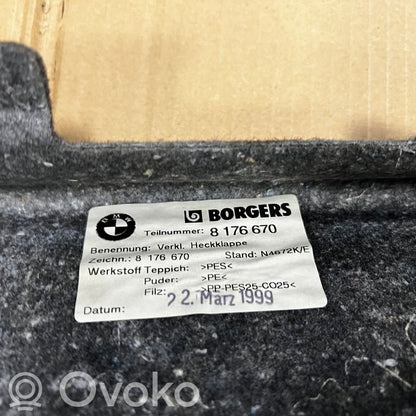 BMW
BORGERS
Teilnummer: 8 176 670
Benennung: Verkl. Heckklappe
Zeichn.: 8 176 670 Stand: N4672K/E
Werkstoff Teppich: >PES<
Puder: >PE<
Filz: >PP-PES25-CO25<
Datum: 22. März 1999
Ovoko